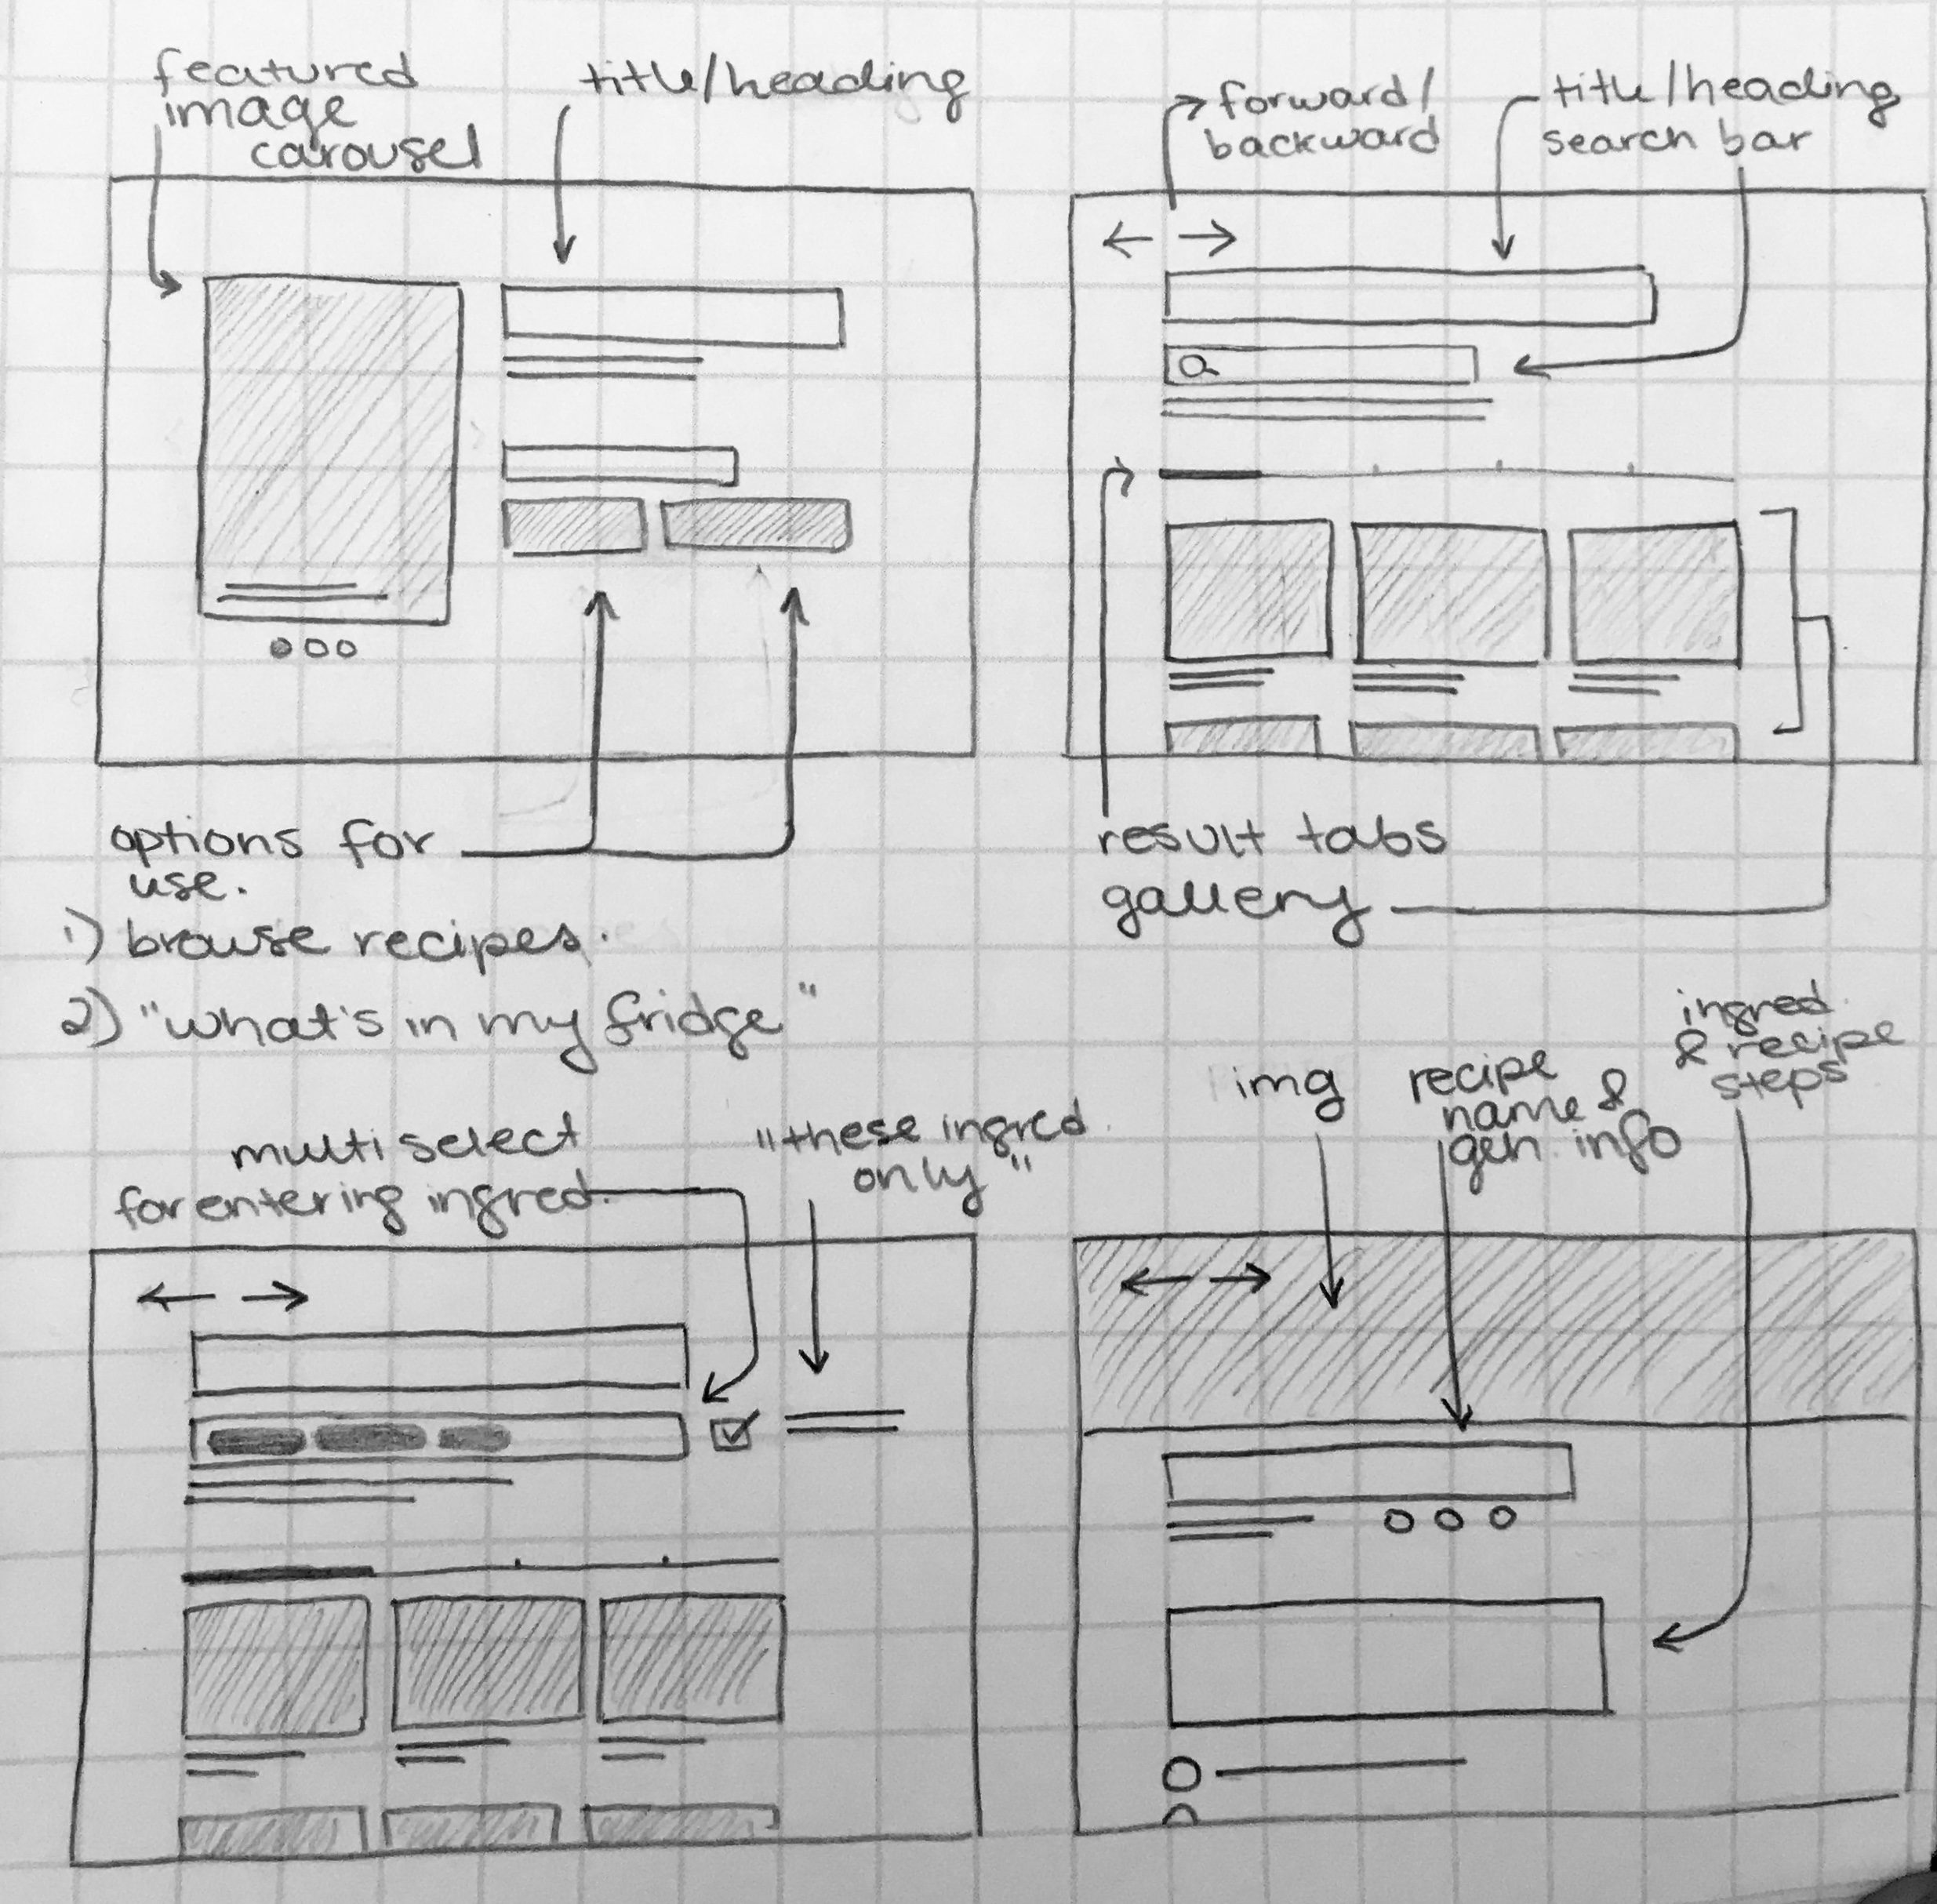 featured
image
carousel
title/heading
forward/
backward
title/heading
search bar
options for
use.
1) browse recipes.
2) "what's in my fridge"
result tabs
gallery
multi select
for entering ingred.
"these ingred.
only"
img
recipe
name &
gen. info
ingred.
& recipe
steps